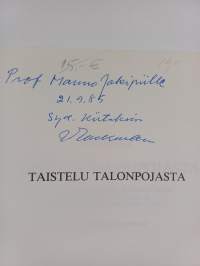 15,-€
Prof Mauno Jokipiille
21.9.85
Syd. kiitoksin
TAISTELU TALONPOJASTA